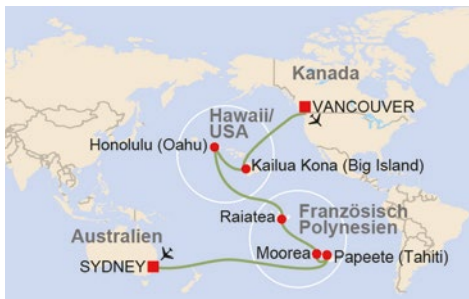 Kanada
VANCOUVER
Hawaii/
USA
Honolulu (Oahu)
Kailua Kona (Big Island)
Raiatea
Französisch
Polynesien
Australien
Moorea
Papeete (Tahiti)
SYDNEY